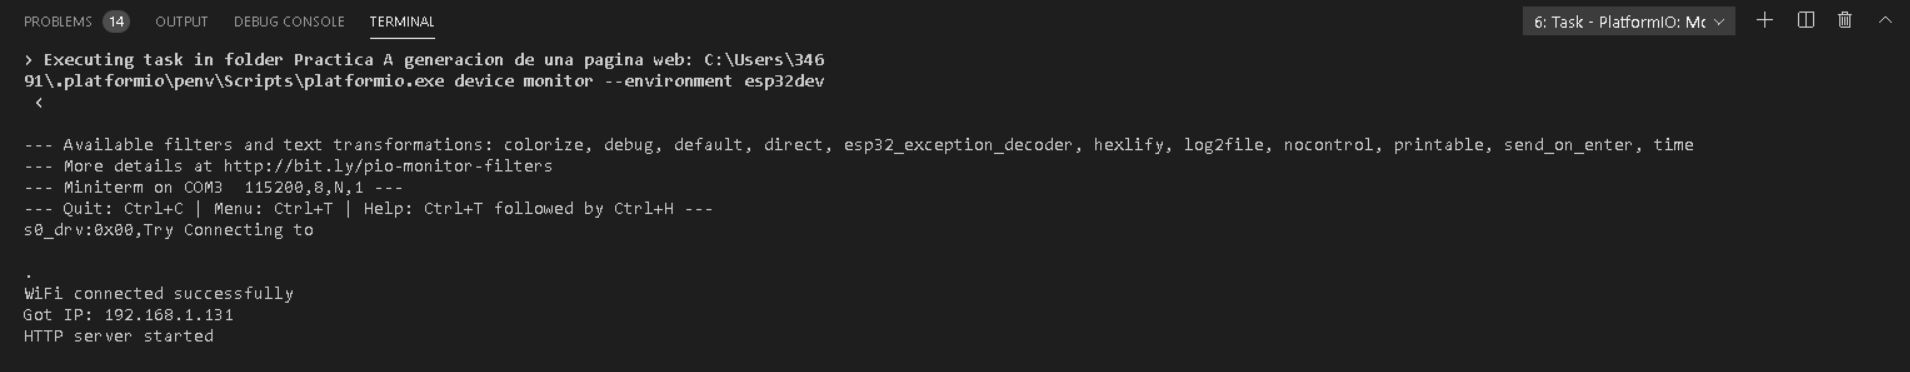 PROBLEMS 14 OUTPUT DEBUG CONSOLE TERMINAL 6: Task - PlatformIO: Mc
> Executing task in folder Practica A generacion de una pagina web: C:\Users\346
91\.platformio\penv\Scripts\platformio.exe device monitor --environment esp32dev
<
--- Available filters and text transformations: colorize, debug, default, direct, esp32_exception_decoder, hexlify, log2file, nocontrol, printable, send_on_enter, time
--- More details at http://bit.ly/pio-monitor-filters
--- Miniterm on COM3  115200,8,N,1 ---
--- Quit: Ctrl+C | Menu: Ctrl+T | Help: Ctrl+T followed by Ctrl+H ---
s0_drv:0x00,Try Connecting to
.
WiFi connected successfully
Got IP: 192.168.1.131
HTTP server started